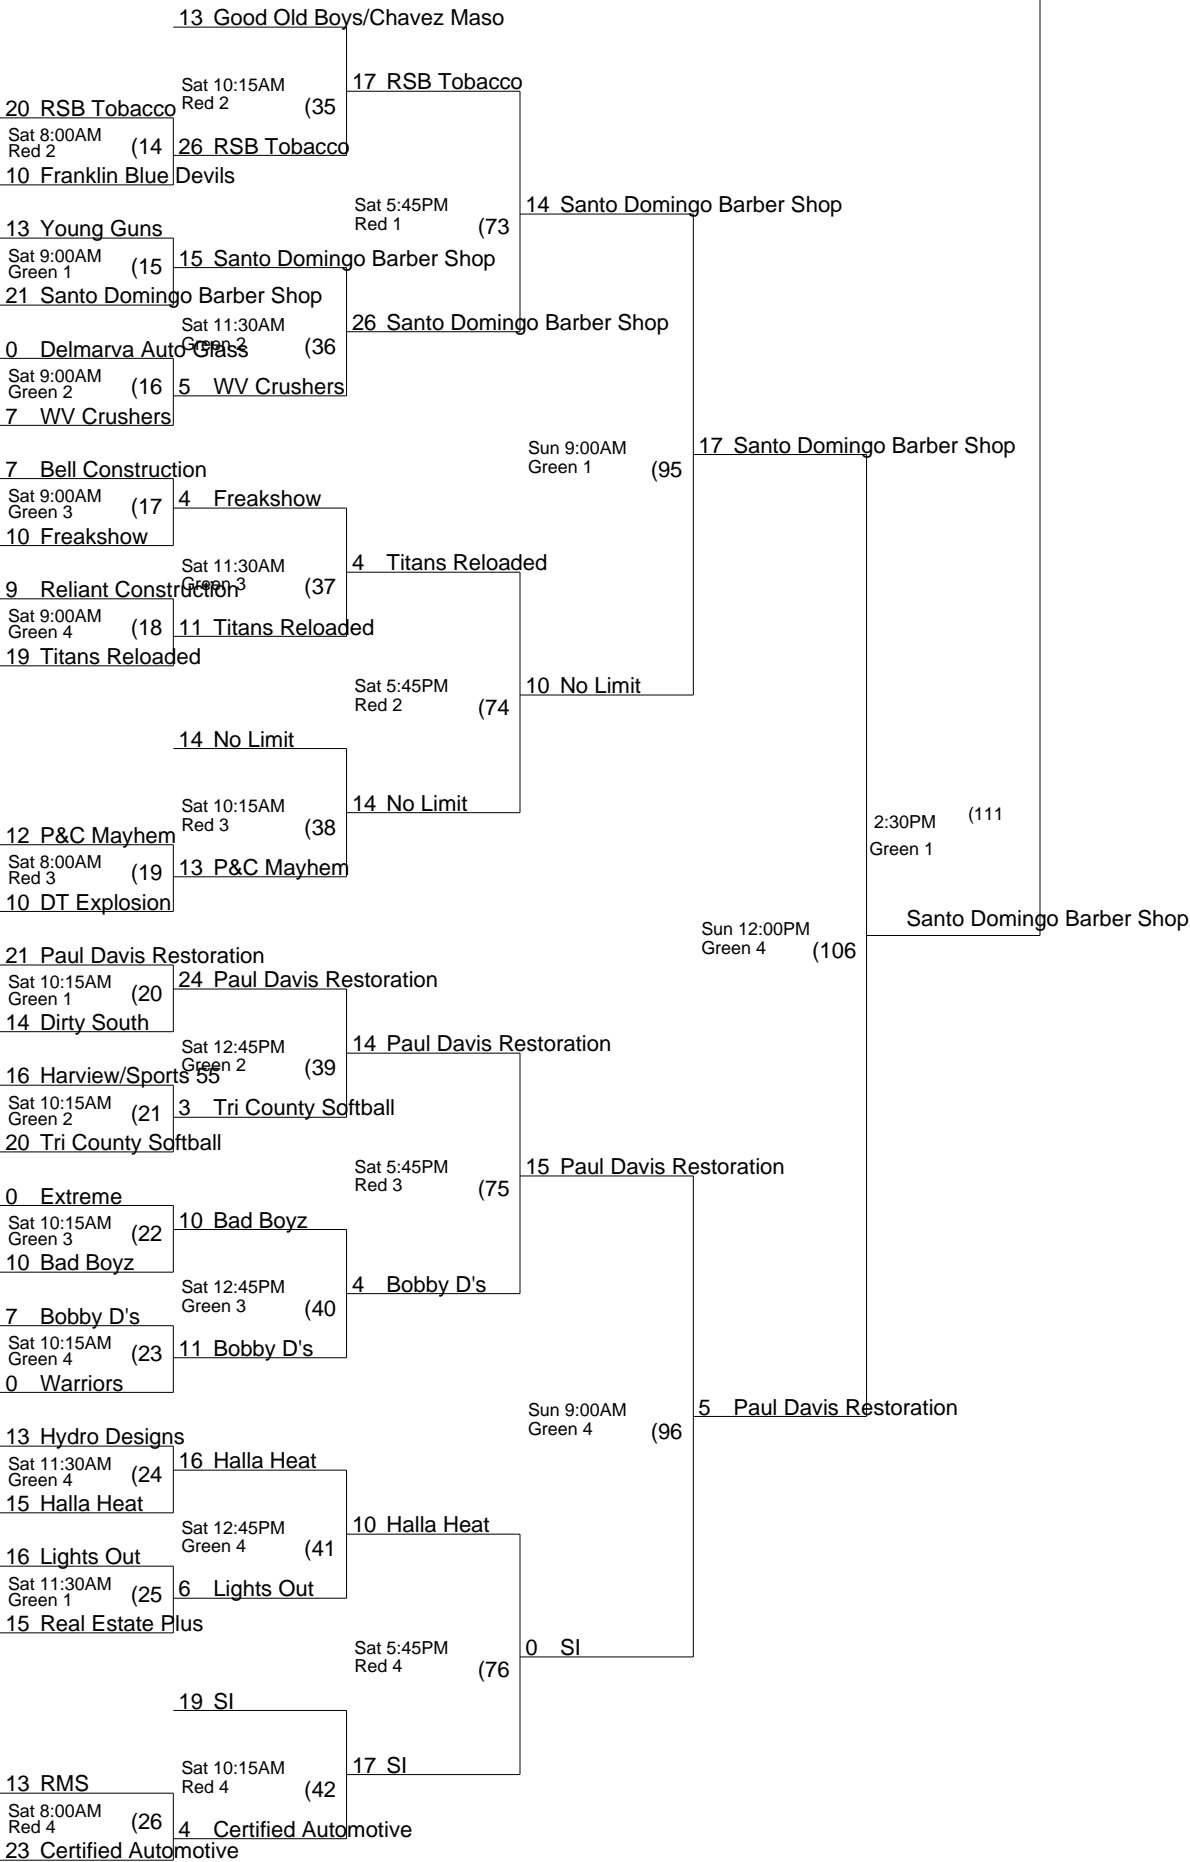 13 Good Old Boys/Chavez Maso
Sat 10:15AM
Red 2 (35
17 RSB Tobacco
20 RSB Tobacco
Sat 8:00AM
Red 2 (14
26 RSB Tobacco
10 Franklin Blue Devils
Sat 5:45PM
Red 1 (73
14 Santo Domingo Barber Shop
13 Young Guns
Sat 9:00AM
Green 1 (15
15 Santo Domingo Barber Shop
21 Santo Domingo Barber Shop
Sat 11:30AM
Green 2 (36
26 Santo Domingo Barber Shop
0 Delmarva Auto Glass
Sat 9:00AM
Green 2 (16
5 WV Crushers
7 WV Crushers
Sun 9:00AM
Green 1 (95
17 Santo Domingo Barber Shop
7 Bell Construction
Sat 9:00AM
Green 3 (17
4 Freakshow
10 Freakshow
Sat 11:30AM
Green 3 (37
4 Titans Reloaded
9 Reliant Construction
Sat 9:00AM
Green 4 (18
11 Titans Reloaded
19 Titans Reloaded
Sat 5:45PM
Red 2 (74
10 No Limit
14 No Limit
Sat 10:15AM
Red 3 (38
14 No Limit
12 P&C Mayhem
Sat 8:00AM
Red 3 (19
13 P&C Mayhem
10 DT Explosion
2:30PM (111
Green 1
Santo Domingo Barber Shop
Sun 12:00PM
Green 4 (106
21 Paul Davis Restoration
Sat 10:15AM
Green 1 (20
24 Paul Davis Restoration
14 Dirty South
Sat 12:45PM
Green 2 (39
14 Paul Davis Restoration
16 Harview/Sports 55
Sat 10:15AM
Green 2 (21
3 Tri County Softball
20 Tri County Softball
Sat 5:45PM
Red 3 (75
15 Paul Davis Restoration
0 Extreme
Sat 10:15AM
Green 3 (22
10 Bad Boyz
10 Bad Boyz
Sat 12:45PM
Green 3 (40
4 Bobby D's
7 Bobby D's
Sat 10:15AM
Green 4 (23
11 Bobby D's
0 Warriors
Sun 9:00AM
Green 4 (96
5 Paul Davis Restoration
13 Hydro Designs
Sat 11:30AM
Green 4 (24
16 Halla Heat
15 Halla Heat
Sat 12:45PM
Green 4 (41
10 Halla Heat
16 Lights Out
Sat 11:30AM
Green 1 (25
6 Lights Out
15 Real Estate Plus
Sat 5:45PM
Red 4 (76
0 SI
19 SI
Sat 10:15AM
Red 4 (42
17 SI
13 RMS
Sat 8:00AM
Red 4 (26
4 Certified Automotive
23 Certified Automotive